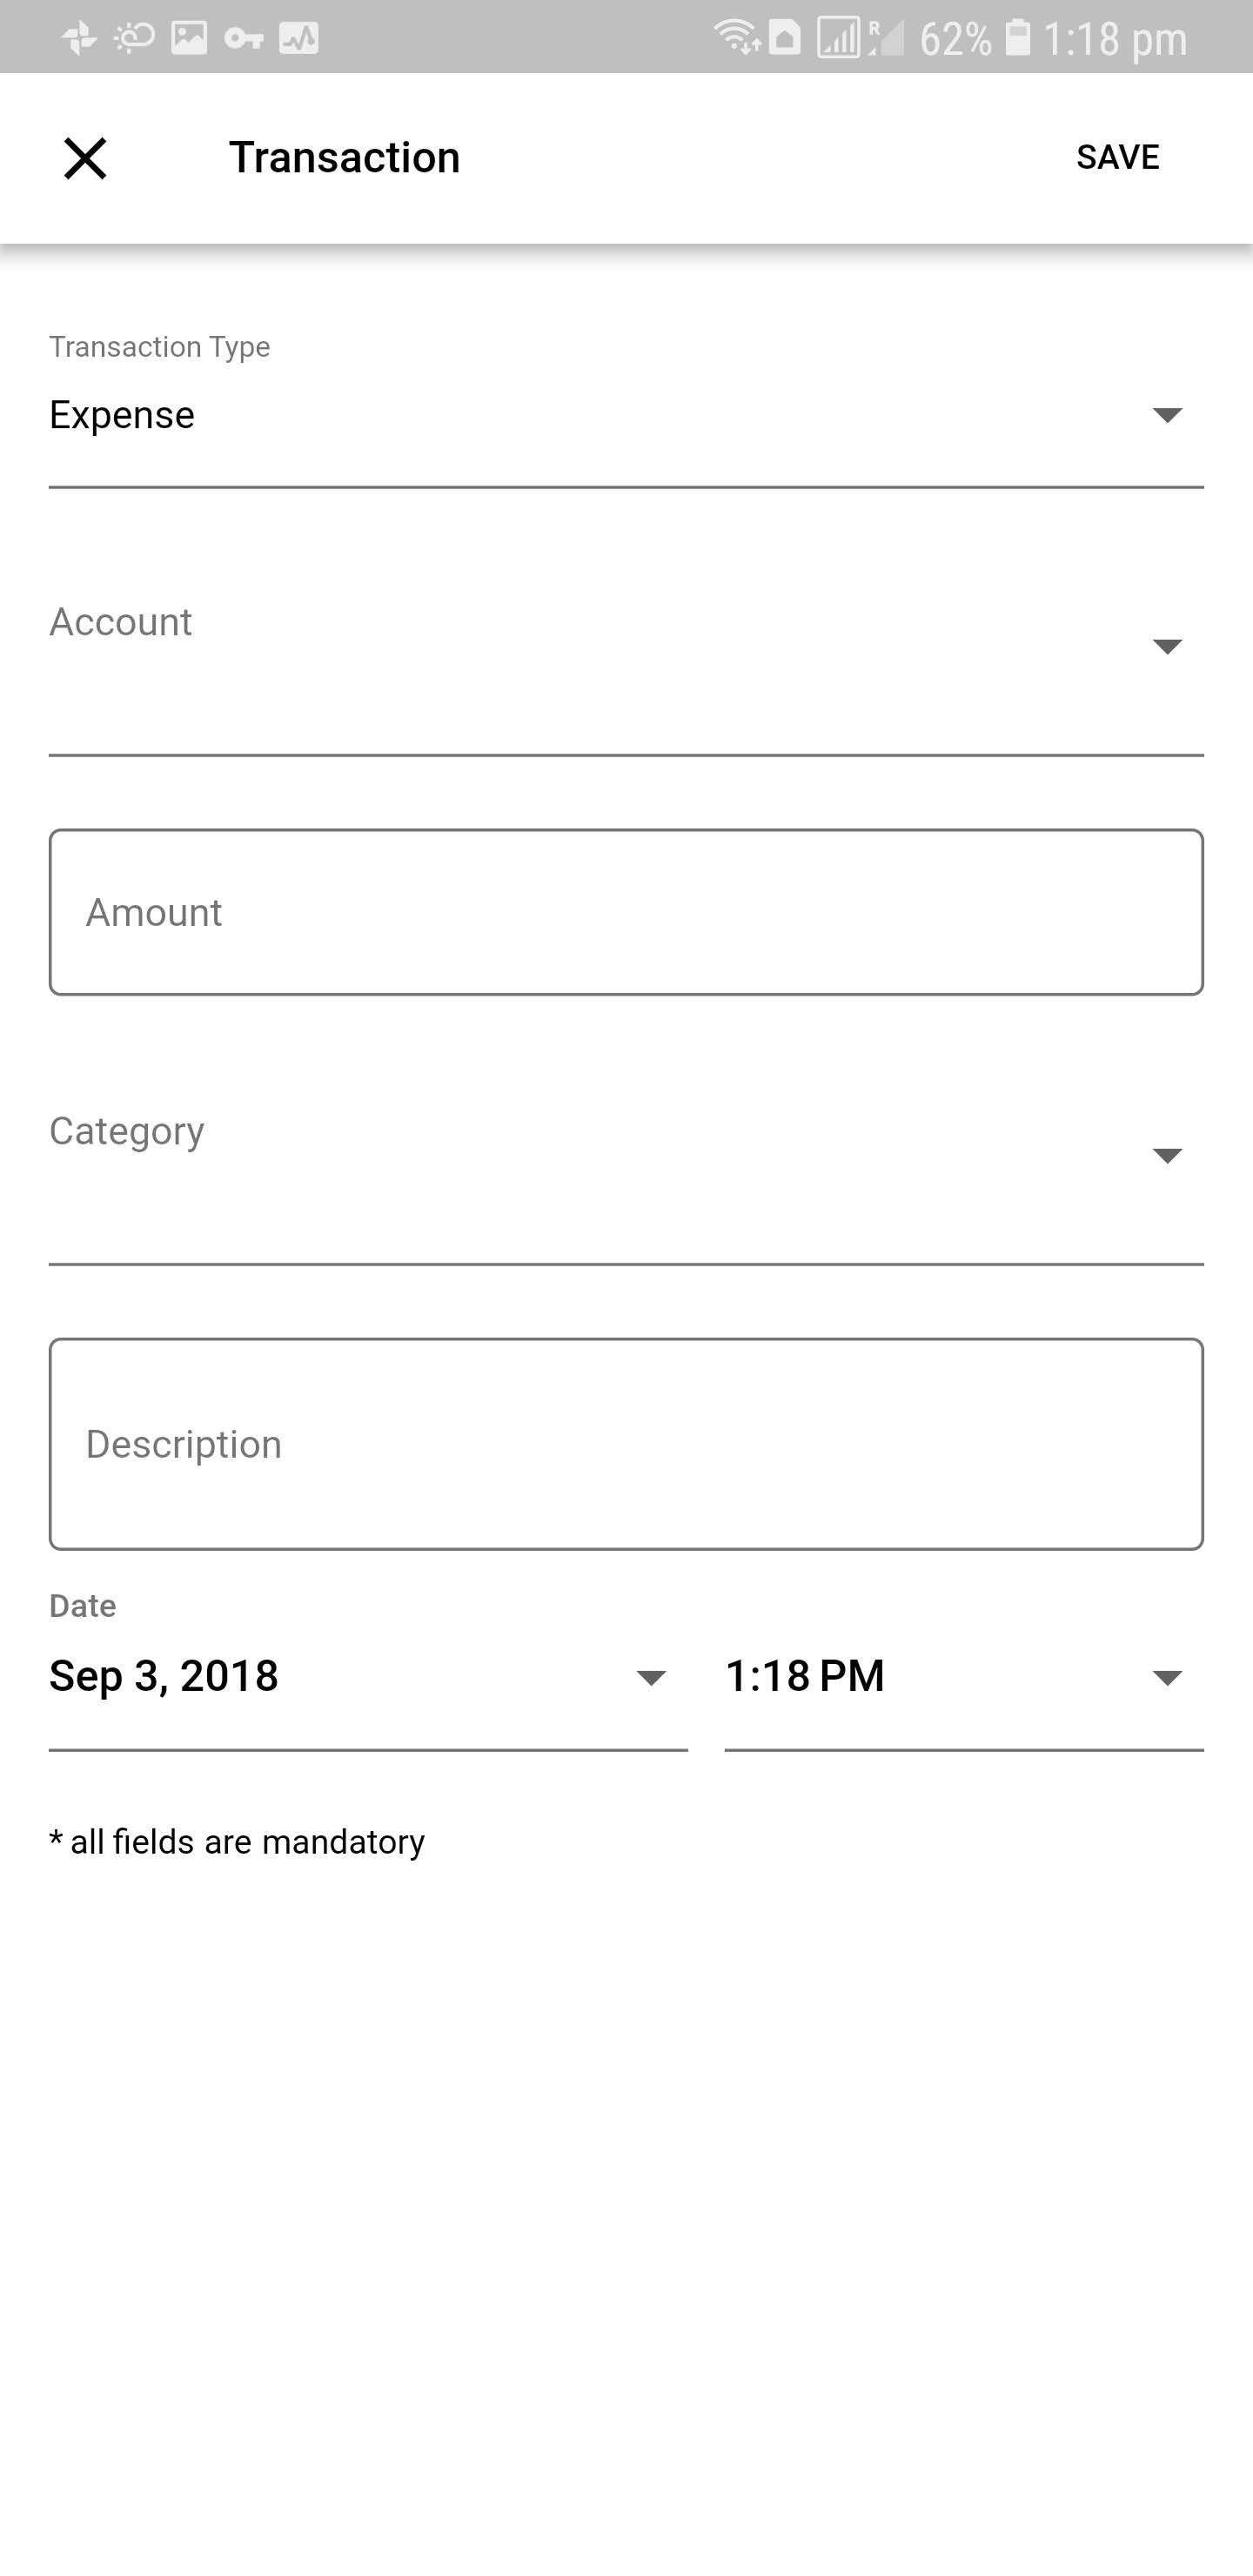 R 62% 1:18 pm
Transaction SAVE
Transaction Type
Expense
Account
Amount
Category
Description
Date
Sep 3, 2018 1:18 PM
* all fields are mandatory